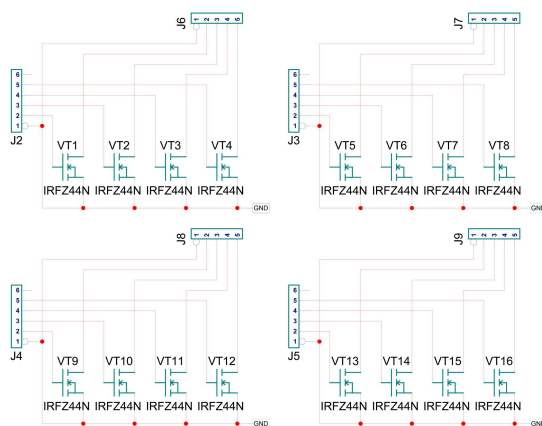 J6
1 2 3 4 5
J2
6
5
4
3
2
1
VT1 VT2 VT3 VT4
IRFZ44N IRFZ44N IRFZ44N IRFZ44N
GND
J7
1 2 3 4 5
J3
6
5
4
3
2
1
VT5 VT6 VT7 VT8
IRFZ44N IRFZ44N IRFZ44N IRFZ44N
GND
J8
1 2 3 4 5
J4
6
5
4
3
2
1
VT9 VT10 VT11 VT12
IRFZ44N IRFZ44N IRFZ44N IRFZ44N
GND
J9
1 2 3 4 5
J5
6
5
4
3
2
1
VT13 VT14 VT15 VT16
IRFZ44N IRFZ44N IRFZ44N IRFZ44N
GND